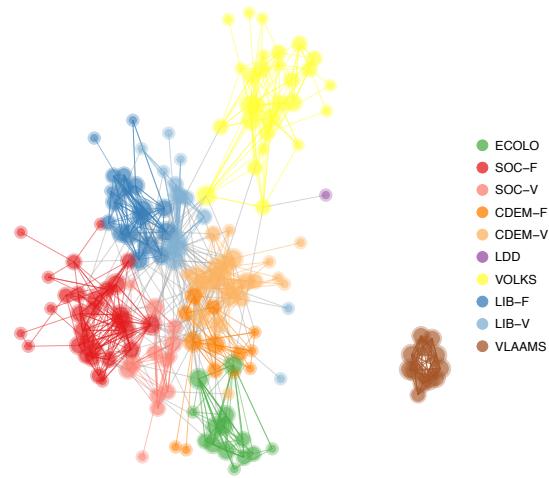 ECOLO
SOC–F
SOC–V
CDEM–F
CDEM–V
LDD
VOLKS
LIB–F
LIB–V
VLAAMS